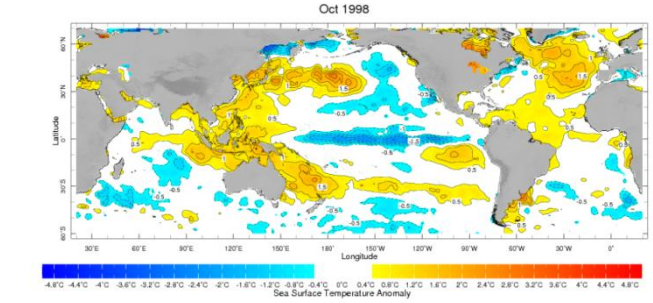 Oct 1998
60°N
30°N
0°
30°S
60°S
Latitude
30°E 60°E 90°E 120°E 150°E 180°E 150°W 120°W 90°W 60°W 30°W 0°E
Longitude
-4.8°C -4.4°C -4°C -3.6°C -3.2°C -2.8°C -2.4°C -2°C -1.6°C -1.2°C -0.8°C -0.4°C 0°C 0.4°C 0.8°C 1.2°C 1.6°C 2°C 2.4°C 2.8°C 3.2°C 3.6°C 4°C 4.4°C 4.8°C
Sea Surface Temperature Anomaly